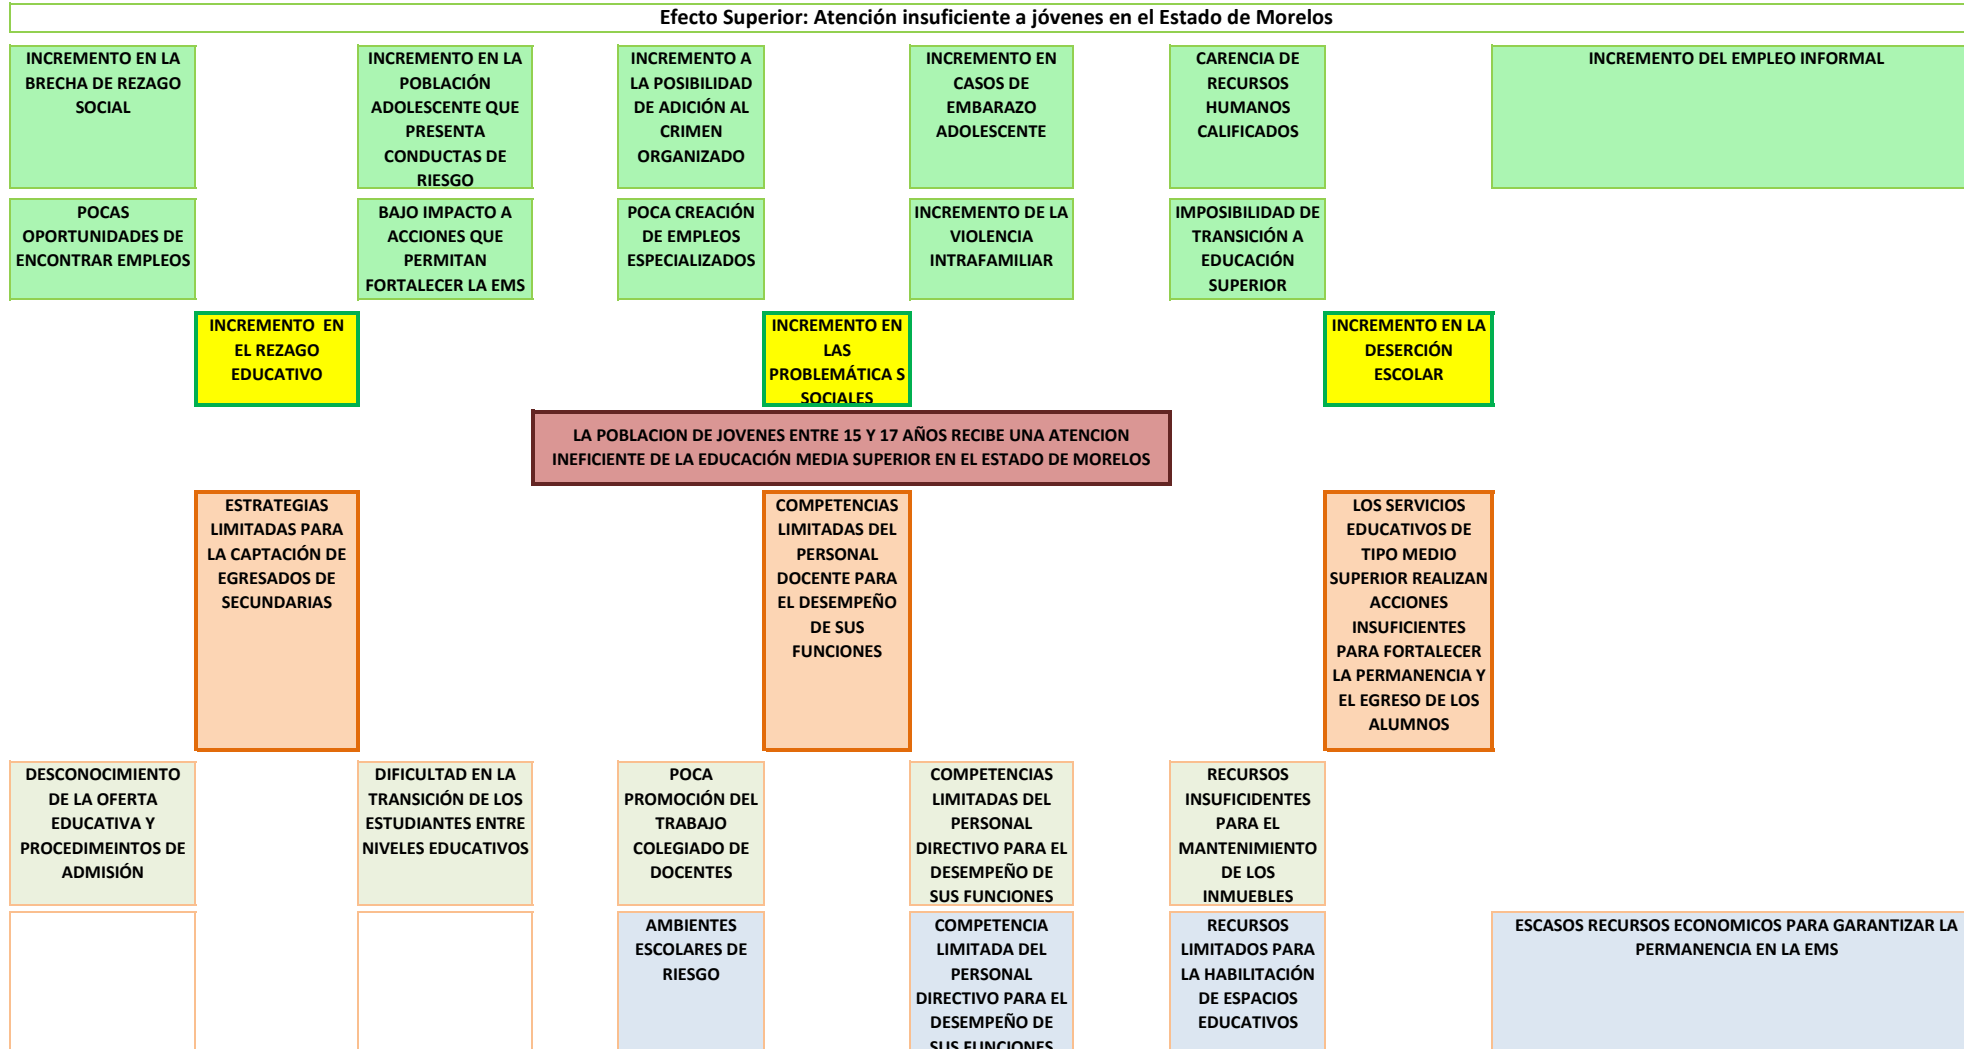 Efecto Superior: Atención insuficiente a jóvenes en el Estado de Morelos
INCREMENTO EN LA
BRECHA DE REZAGO
SOCIAL
INCREMENTO EN LA
POBLACIÓN
ADOLESCENTE QUE
PRESENTA
CONDUCTAS DE
RIESGO
INCREMENTO A
LA POSIBILIDAD
DE ADICIÓN AL
CRIMEN
ORGANIZADO
INCREMENTO EN
CASOS DE
EMBARAZO
ADOLESCENTE
CARENCIA DE
RECURSOS
HUMANOS
CALIFICADOS
INCREMENTO DEL EMPLEO INFORMAL
POCAS
OPORTUNIDADES DE
ENCONTRAR EMPLEOS
BAJO IMPACTO A
ACCIONES QUE
PERMITAN
FORTALECER LA EMS
POCA CREACIÓN
DE EMPLEOS
ESPECIALIZADOS
INCREMENTO DE LA
VIOLENCIA
INTRAFAMILIAR
IMPOSIBILIDAD DE
TRANSICIÓN A
EDUCACIÓN
SUPERIOR
INCREMENTO EN
EL REZAGO
EDUCATIVO
INCREMENTO EN
LAS
PROBLEMÁTICA S
SOCIALES
INCREMENTO EN LA
DESERCIÓN
ESCOLAR
LA POBLACION DE JOVENES ENTRE 15 Y 17 AÑOS RECIBE UNA ATENCION
INEFICIENTE DE LA EDUCACIÓN MEDIA SUPERIOR EN EL ESTADO DE MORELOS
ESTRATEGIAS
LIMITADAS PARA
LA CAPTACIÓN DE
EGRESADOS DE
SECUNDARIAS
COMPETENCIAS
LIMITADAS DEL
PERSONAL
DOCENTE PARA
EL DESEMPEÑO
DE SUS
FUNCIONES
LOS SERVICIOS
EDUCATIVOS DE
TIPO MEDIO
SUPERIOR REALIZAN
ACCIONES
INSUFICIENTES
PARA FORTALECER
LA PERMANENCIA Y
EL EGRESO DE LOS
ALUMNOS
DESCONOCIMIENTO
DE LA OFERTA
EDUCATIVA Y
PROCEDIMEINTOS DE
ADMISIÓN
DIFICULTAD EN LA
TRANSICIÓN DE LOS
ESTUDIANTES ENTRE
NIVELES EDUCATIVOS
POCA
PROMOCIÓN DEL
TRABAJO
COLEGIADO DE
DOCENTES
COMPETENCIAS
LIMITADAS DEL
PERSONAL
DIRECTIVO PARA EL
DESEMPEÑO DE
SUS FUNCIONES
RECURSOS
INSUFICIDENTES
PARA EL
MANTENIMIENTO
DE LOS
INMUEBLES
AMBIENTES
ESCOLARES DE
RIESGO
COMPETENCIA
LIMITADA DEL
PERSONAL
DIRECTIVO PARA EL
DESEMPEÑO DE
SUS FUNCIONES
RECURSOS
LIMITADOS PARA
LA HABILITACIÓN
DE ESPACIOS
EDUCATIVOS
ESCASOS RECURSOS ECONOMICOS PARA GARANTIZAR LA
PERMANENCIA EN LA EMS